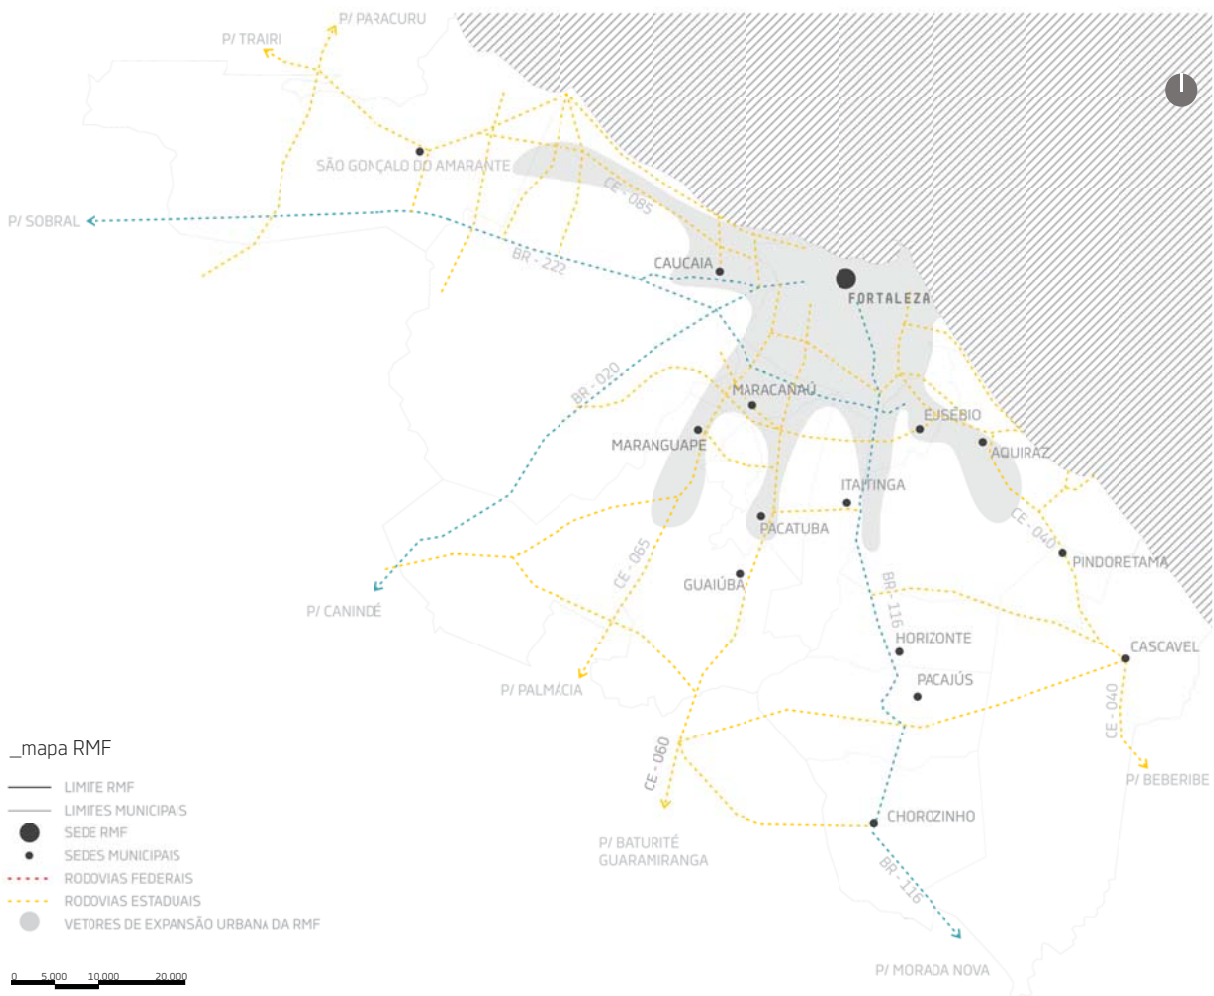 P/ PARACURU
P/ TRAIRI
SÃO GONÇALO DO AMARANTE
CE - 085
P/ SOBRAL
BR - 222
CAUCAIA
FORTALEZA
BR - 020
MARACANAÚ
EUSÉBIO
MARANGUAPE
AQUIRAZ
ITAITINGA
CE - 040
PACATUBA
CE - 065
PINDORETAMA
GUAIÚBA
BR - 116
P/ CANINDÉ
HORIZONTE
CASCAVEL
PACAJÚS
P/ PALMÁCIA
CE - 040
CE - 060
P/ BEBERIBE
CHOROZINHO
P/ BATURITÉ
GUARAMIRANGA
BR - 116
P/ MORADA NOVA
_mapa RMF
LIMITE RMF
LIMITES MUNICIPAIS
SEDE RMF
SEDES MUNICIPAIS
RODOVIAS FEDERAIS
RODOVIAS ESTADUAIS
VETORES DE EXPANSÃO URBANA DA RMF
0 5,000 10,000 20,000